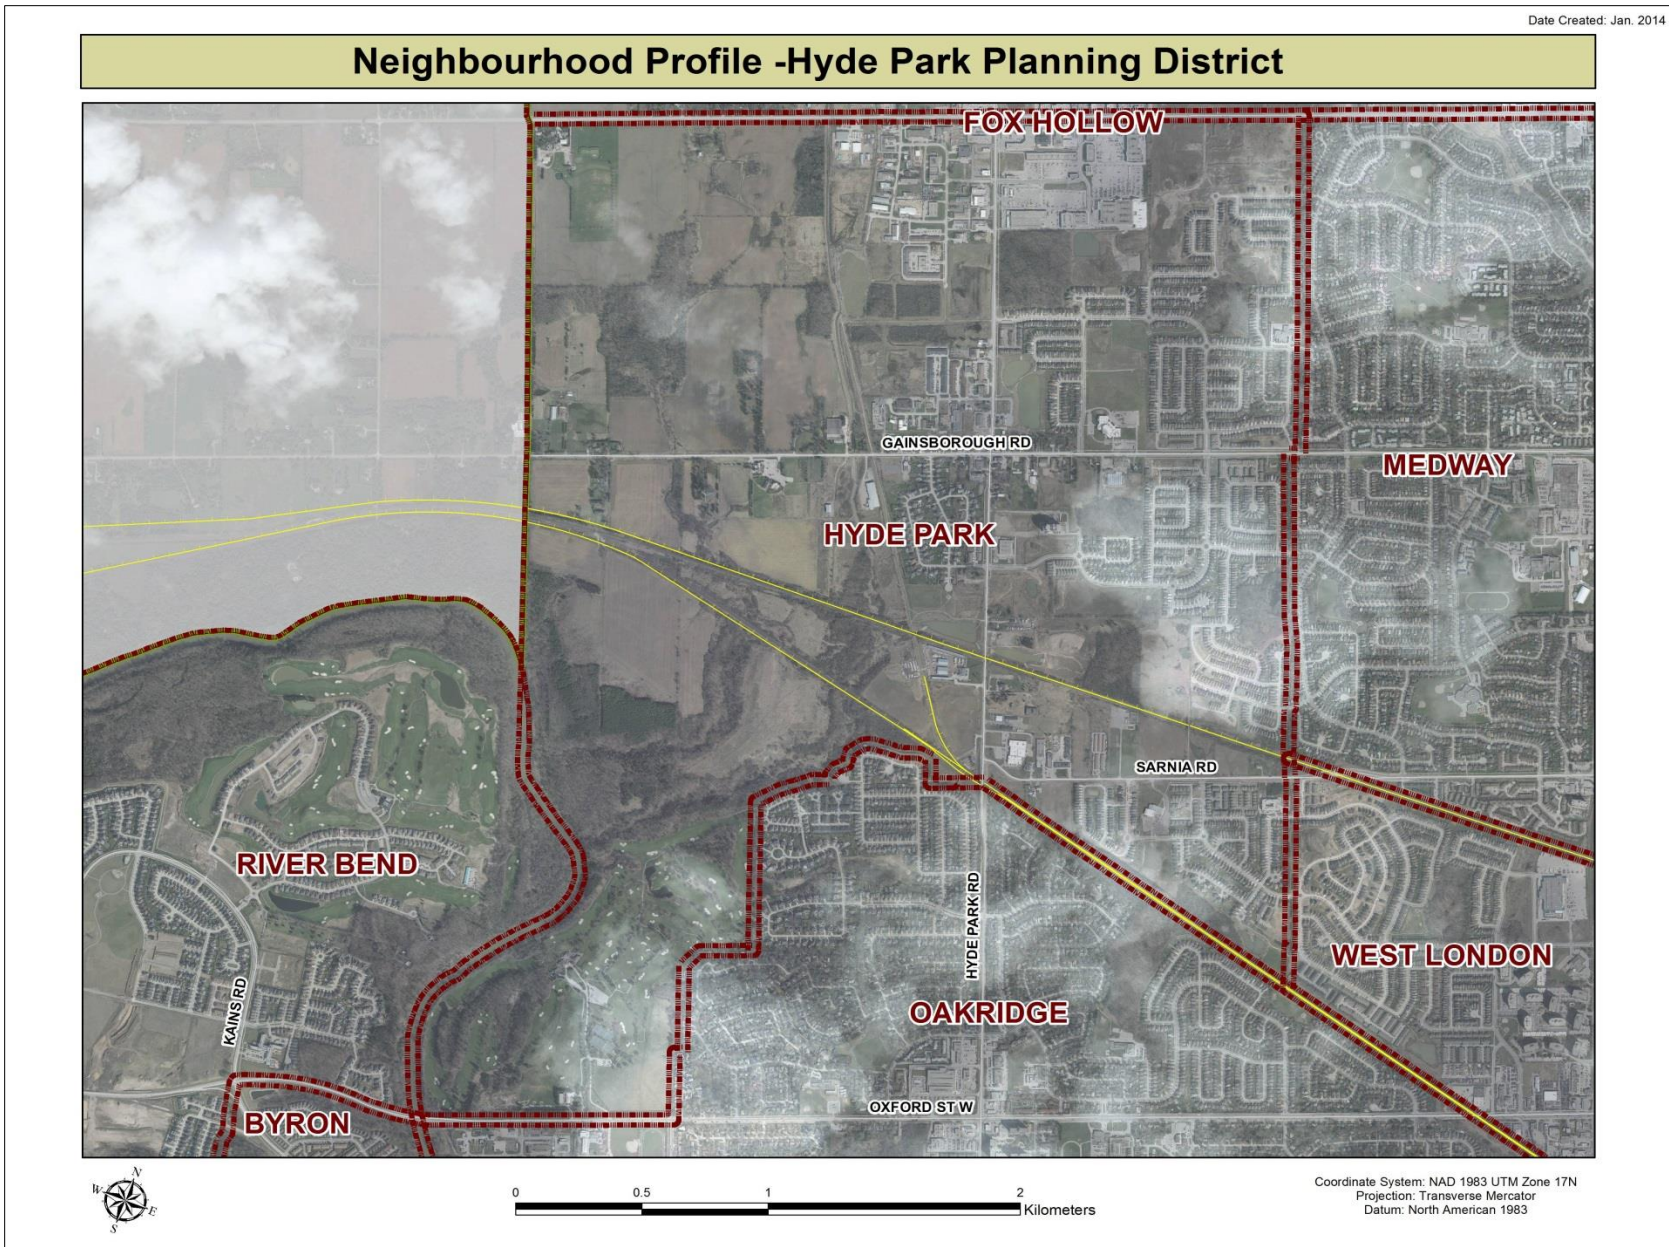 Date Created: Jan. 2014
Neighbourhood Profile -Hyde Park Planning District
FOX HOLLOW
GAINSBOROUGH RD
MEDWAY
HYDE PARK
SARNIA RD
RIVER BEND
HYDE PARK RD
WEST LONDON
KAINS RD
OAKRIDGE
OXFORD ST W
BYRON
N
W
E
S
0 0.5 1 2
Kilometers
Coordinate System: NAD 1983 UTM Zone 17N
Projection: Transverse Mercator
Datum: North American 1983